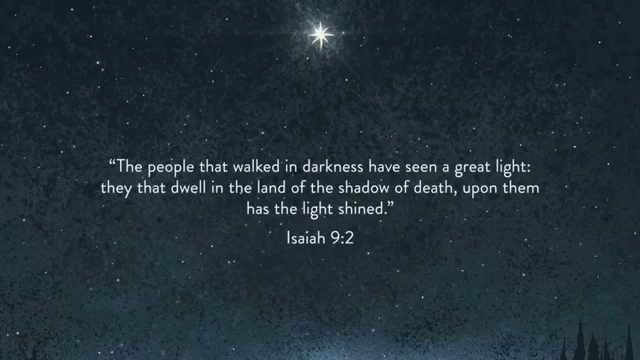 “The people that walked in darkness have seen a great light:
they that dwell in the land of the shadow of death, upon them
has the light shined.”
Isaiah 9:2